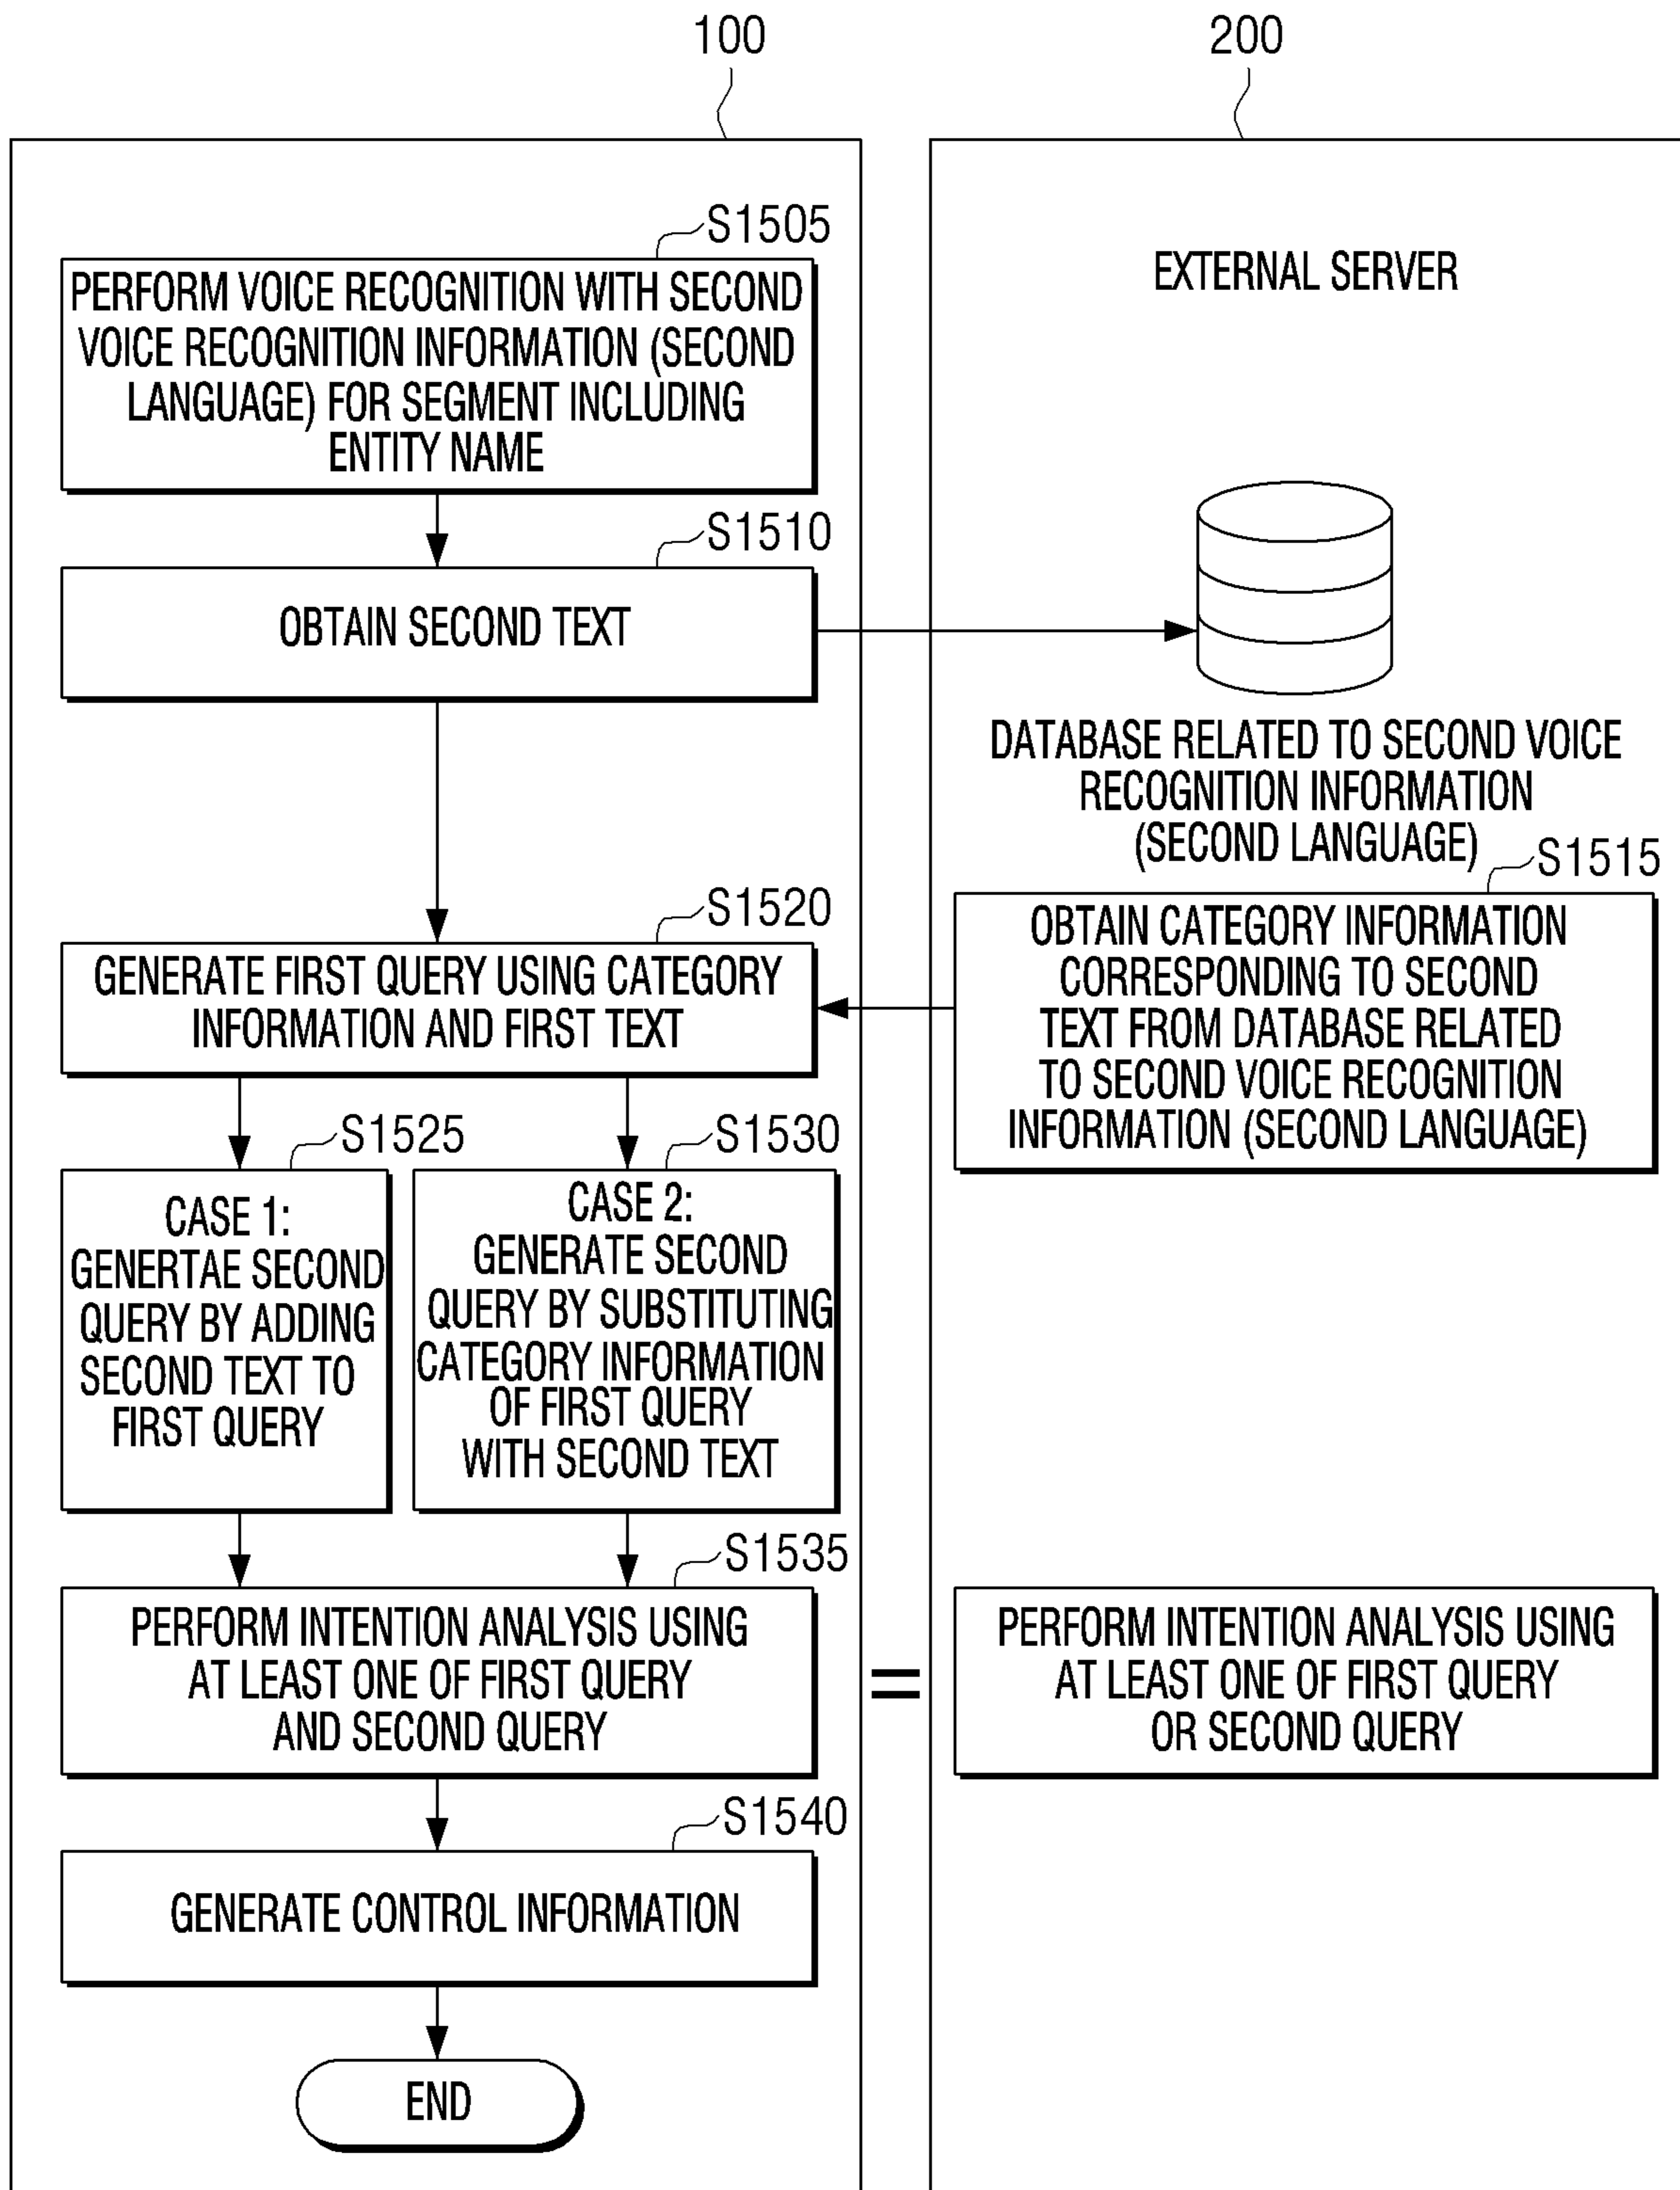 100
200
S1505
PERFORM VOICE RECOGNITION WITH SECOND
VOICE RECOGNITION INFORMATION (SECOND
LANGUAGE) FOR SEGMENT INCLUDING
ENTITY NAME
EXTERNAL SERVER
S1510
OBTAIN SECOND TEXT
DATABASE RELATED TO SECOND VOICE
RECOGNITION INFORMATION
(SECOND LANGUAGE)
S1515
OBTAIN CATEGORY INFORMATION
CORRESPONDING TO SECOND
TEXT FROM DATABASE RELATED
TO SECOND VOICE RECOGNITION
INFORMATION (SECOND LANGUAGE)
S1520
GENERATE FIRST QUERY USING CATEGORY
INFORMATION AND FIRST TEXT
S1525
CASE 1:
GENERTAE SECOND
QUERY BY ADDING
SECOND TEXT TO
FIRST QUERY
S1530
CASE 2:
GENERATE SECOND
QUERY BY SUBSTITUTING
CATEGORY INFORMATION
OF FIRST QUERY
WITH SECOND TEXT
S1535
PERFORM INTENTION ANALYSIS USING
AT LEAST ONE OF FIRST QUERY
AND SECOND QUERY
=
PERFORM INTENTION ANALYSIS USING
AT LEAST ONE OF FIRST QUERY
OR SECOND QUERY
S1540
GENERATE CONTROL INFORMATION
END